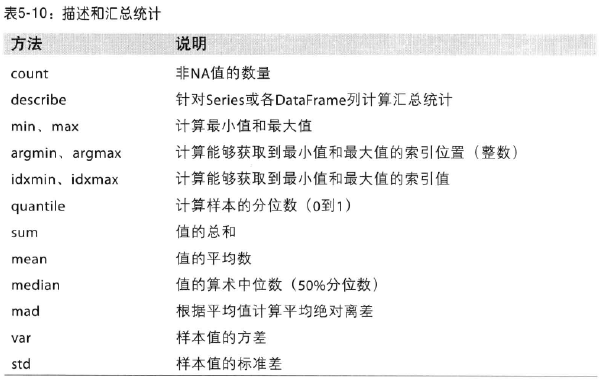 表5-10：描述和汇总统计
方法 说明
count 非NA值的数量
describe 针对Series或各DataFrame列计算汇总统计
min、max 计算最小值和最大值
argmin、argmax 计算能够获取到最小值和最大值的索引位置（整数）
idxmin、idxmax 计算能够获取到最小值和最大值的索引值
quantile 计算样本的分位数（0到1）
sum 值的总和
mean 值的平均数
median 值的算术中位数（50%分位数）
mad 根据平均值计算平均绝对离差
var 样本值的方差
std 样本值的标准差